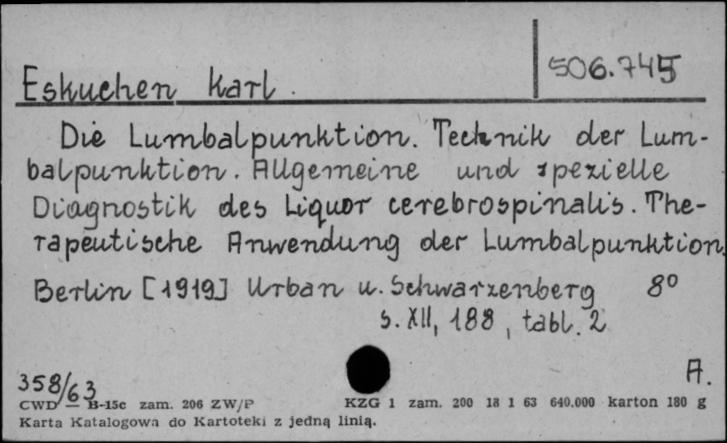 Eskuchen Karl. 506.745
Die Lumbalpunktion. Technik der Lum-
balpunktion. Allgemeine und spezielle
Diagnostik des Liquor cerebrospinalis. The-
rapeutische Anwendung der Lumbalpunktion.
Berlin [1919] Urban u. Schwarzenberg 8°
s. XII, 188, tabl. 2
A.
358/63
CWD — B-15c zam. 206 ZW/P KZG 1 zam. 200 18 1 63 640.000 karton 180 g
Karta Katalogowa do Kartoteki z jedną linią.